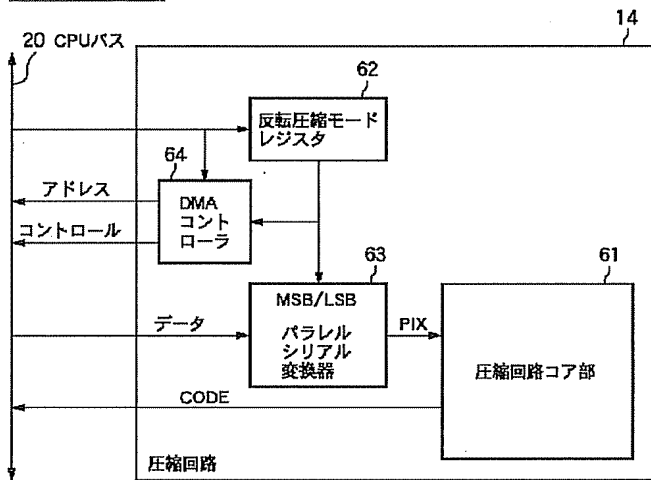 20 CPUバス
14
62
反転圧縮モード
レジスタ
64
アドレス
DMA
コント
ローラ
コントロール
63
61
MSB/LSB
データ
パラレル
シリアル
変換器
PIX
圧縮回路コア部
CODE
圧縮回路